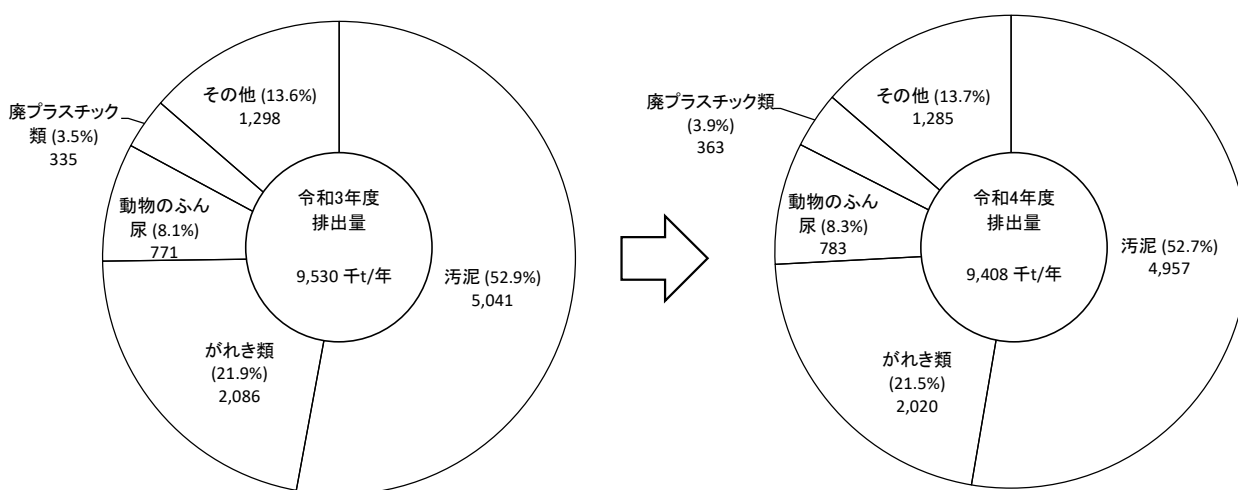 その他 (13.6%)
1,298
廃プラスチック
類 (3.5%)
335
動物のふん
尿 (8.1%)
771
令和3年度
排出量
9,530 千t/年
汚泥 (52.9%)
5,041
がれき類
(21.9%)
2,086
その他 (13.7%)
1,285
廃プラスチック類
(3.9%)
363
動物のふん
尿 (8.3%)
783
令和4年度
排出量
9,408 千t/年
汚泥 (52.7%)
4,957
がれき類
(21.5%)
2,020